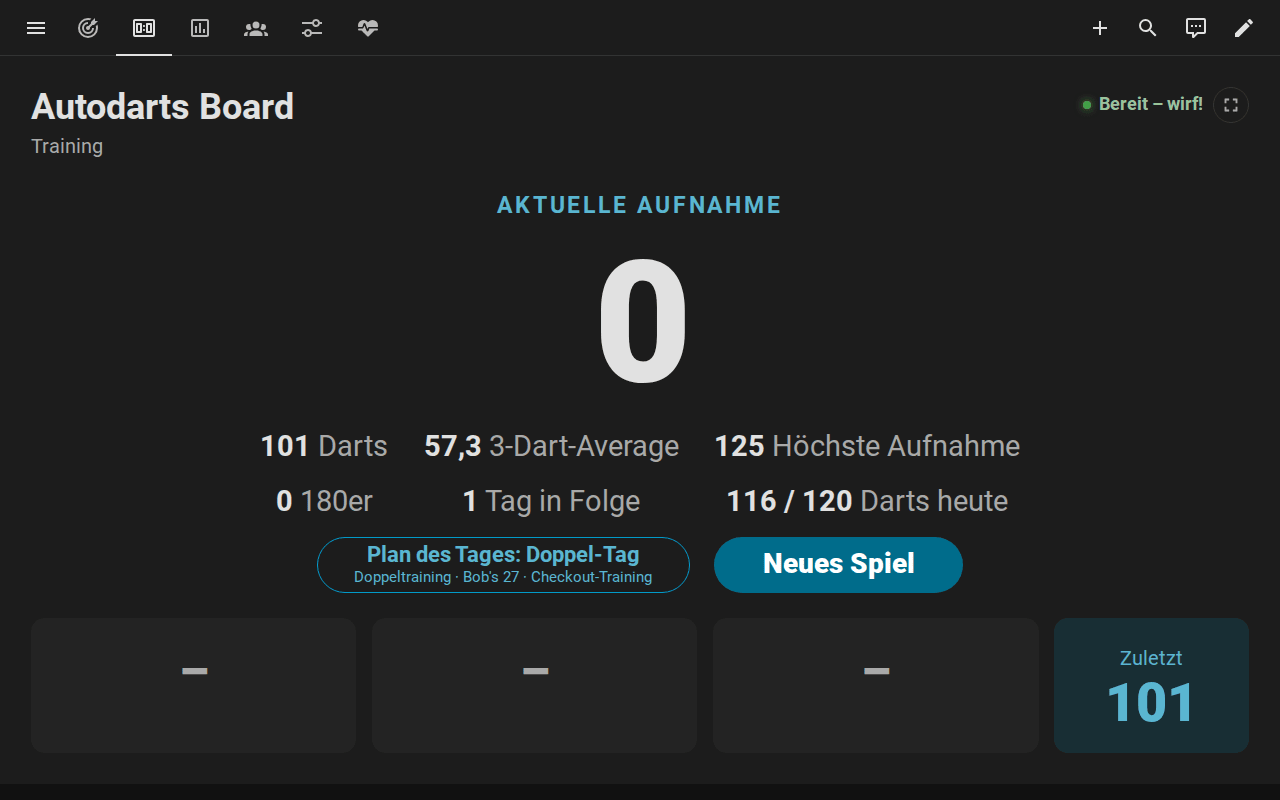 Autodarts Board
Bereit – wirf!
Training
AKTUELLE AUFNAHME
0
101 Darts 57,3 3-Dart-Average 125 Höchste Aufnahme
0 180er 1 Tag in Folge 116 / 120 Darts heute
Plan des Tages: Doppel-Tag
Doppeltraining · Bob's 27 · Checkout-Training
Neues Spiel
– – –
Zuletzt
101